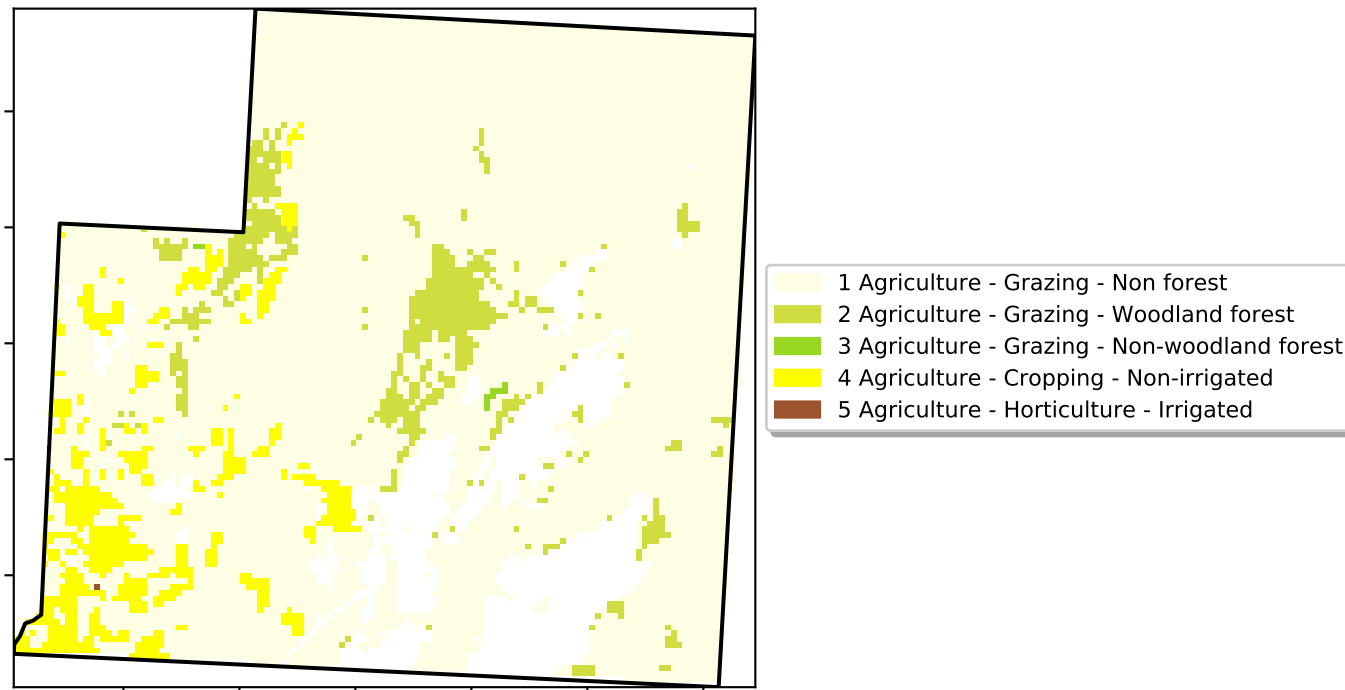 1 Agriculture - Grazing - Non forest
2 Agriculture - Grazing - Woodland forest
3 Agriculture - Grazing - Non-woodland forest
4 Agriculture - Cropping - Non-irrigated
5 Agriculture - Horticulture - Irrigated